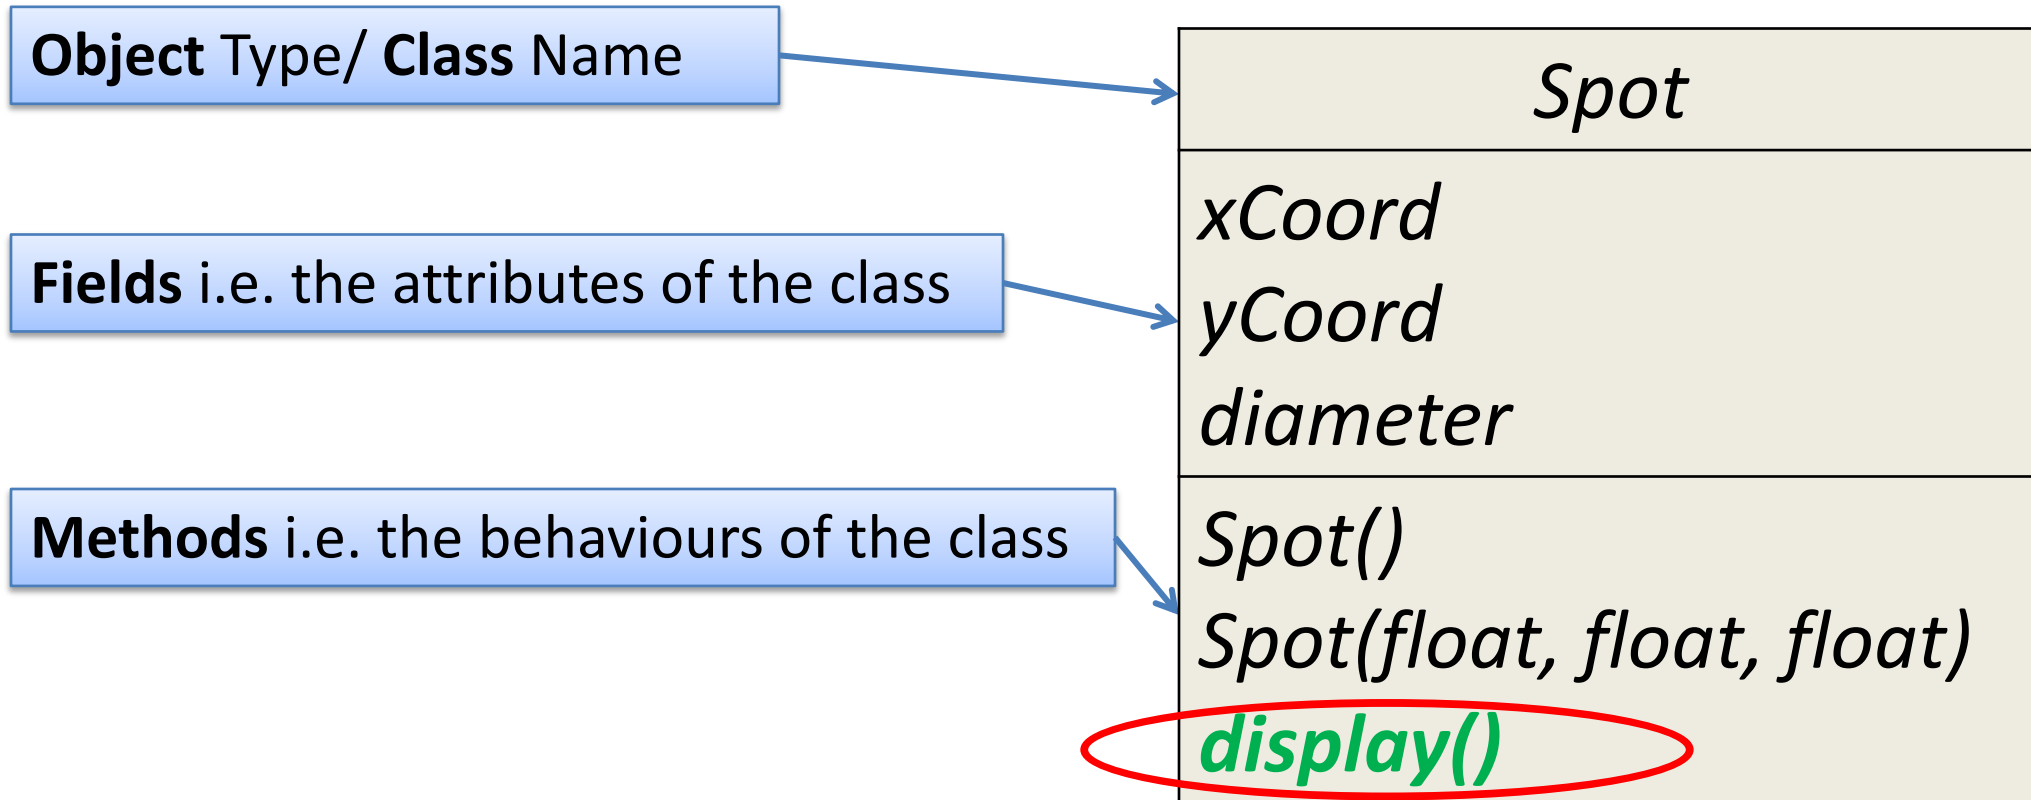 Object Type/ Class Name
Spot
Fields i.e. the attributes of the class
xCoord
yCoord
diameter
Methods i.e. the behaviours of the class
Spot()
Spot(float, float, float)
display()